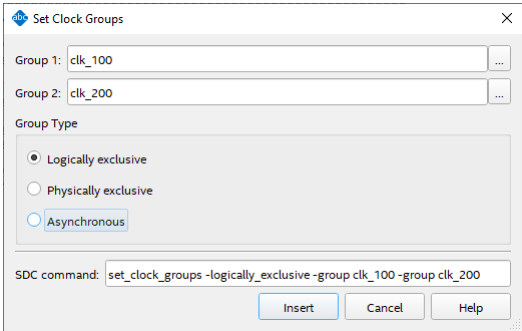 abc Set Clock Groups
Group 1: clk_100 ...
Group 2: clk_200 ...
Group Type
Logically exclusive
Physically exclusive
Asynchronous
SDC command: set_clock_groups -logically_exclusive -group clk_100 -group clk_200
Insert Cancel Help